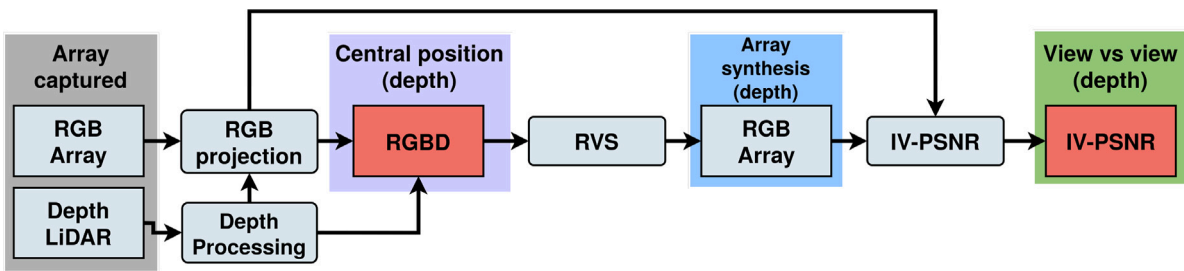 Array
captured
RGB
Array
Depth
LiDAR
RGB
projection
Depth
Processing
Central position
(depth)
RGBD
RVS
Array
synthesis
(depth)
RGB
Array
IV-PSNR
View vs view
(depth)
IV-PSNR